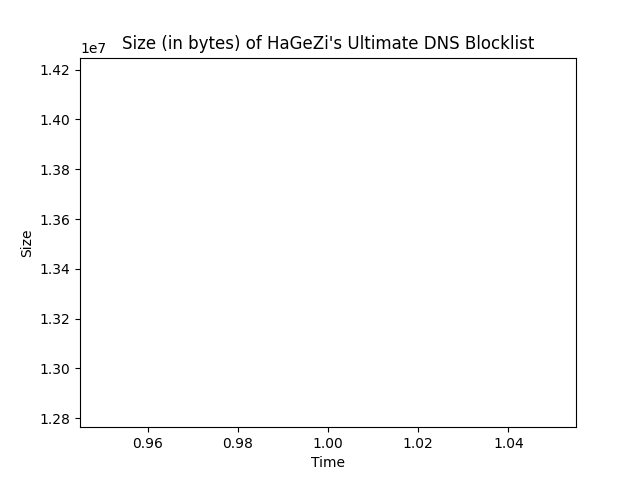 Size (in bytes) of HaGeZi's Ultimate DNS Blocklist
1e7
1.42
1.40
1.38
1.36
1.34
1.32
1.30
1.28
Size
0.96 0.98 1.00 1.02 1.04
Time